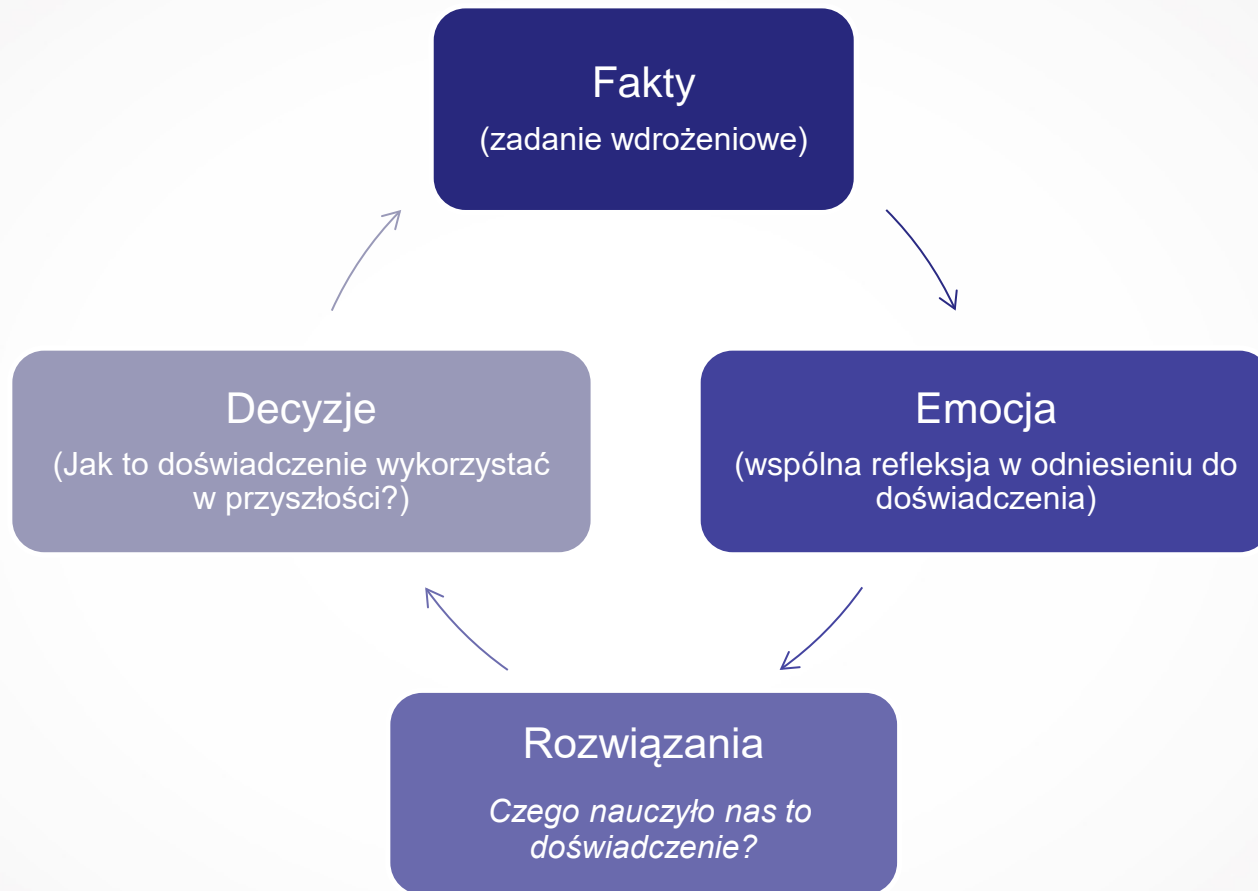 Fakty
(zadanie wdrożeniowe)
Decyzje
(Jak to doświadczenie wykorzystać
w przyszłości?)
Emocja
(wspólna refleksja w odniesieniu do
doświadczenia)
Rozwiązania
Czego nauczyło nas to
doświadczenie?